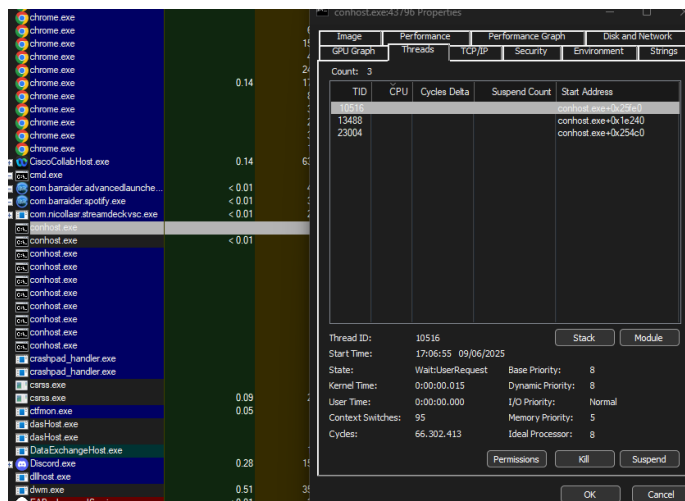 chrome.exe
chrome.exe
chrome.exe
chrome.exe
chrome.exe
chrome.exe 0.14
chrome.exe
chrome.exe
chrome.exe
chrome.exe
chrome.exe
CiscoCollabHost.exe 0.14
cmd.exe
com.barraider.advancedlaunche... < 0.01
com.barraider.spotify.exe < 0.01
com.nicollasr.streamdeckvsc.exe < 0.01
conhost.exe
conhost.exe < 0.01
conhost.exe
conhost.exe
conhost.exe
conhost.exe
conhost.exe
conhost.exe
conhost.exe
conhost.exe
crashpad_handler.exe
crashpad_handler.exe
csrss.exe
csrss.exe 0.09
ctfmon.exe 0.05
dasHost.exe
dasHost.exe
DataExchangeHost.exe
Discord.exe 0.28
dllhost.exe
dwm.exe 0.51
conhost.exe:43796 Properties
Image Performance Performance Graph Disk and Network
GPU Graph Threads TCP/IP Security Environment Strings
Count: 3
TID CPU Cycles Delta Suspend Count Start Address
10516 conhost.exe+0x25fe0
13488 conhost.exe+0x1e240
23004 conhost.exe+0x254c0
Thread ID: 10516 Stack Module
Start Time: 17:06:55 09/06/2025
State: Wait:UserRequest Base Priority: 8
Kernel Time: 0:00:00.015 Dynamic Priority: 8
User Time: 0:00:00.000 I/O Priority: Normal
Context Switches: 95 Memory Priority: 5
Cycles: 66.302.413 Ideal Processor: 8
Permissions Kill Suspend
OK Cancel